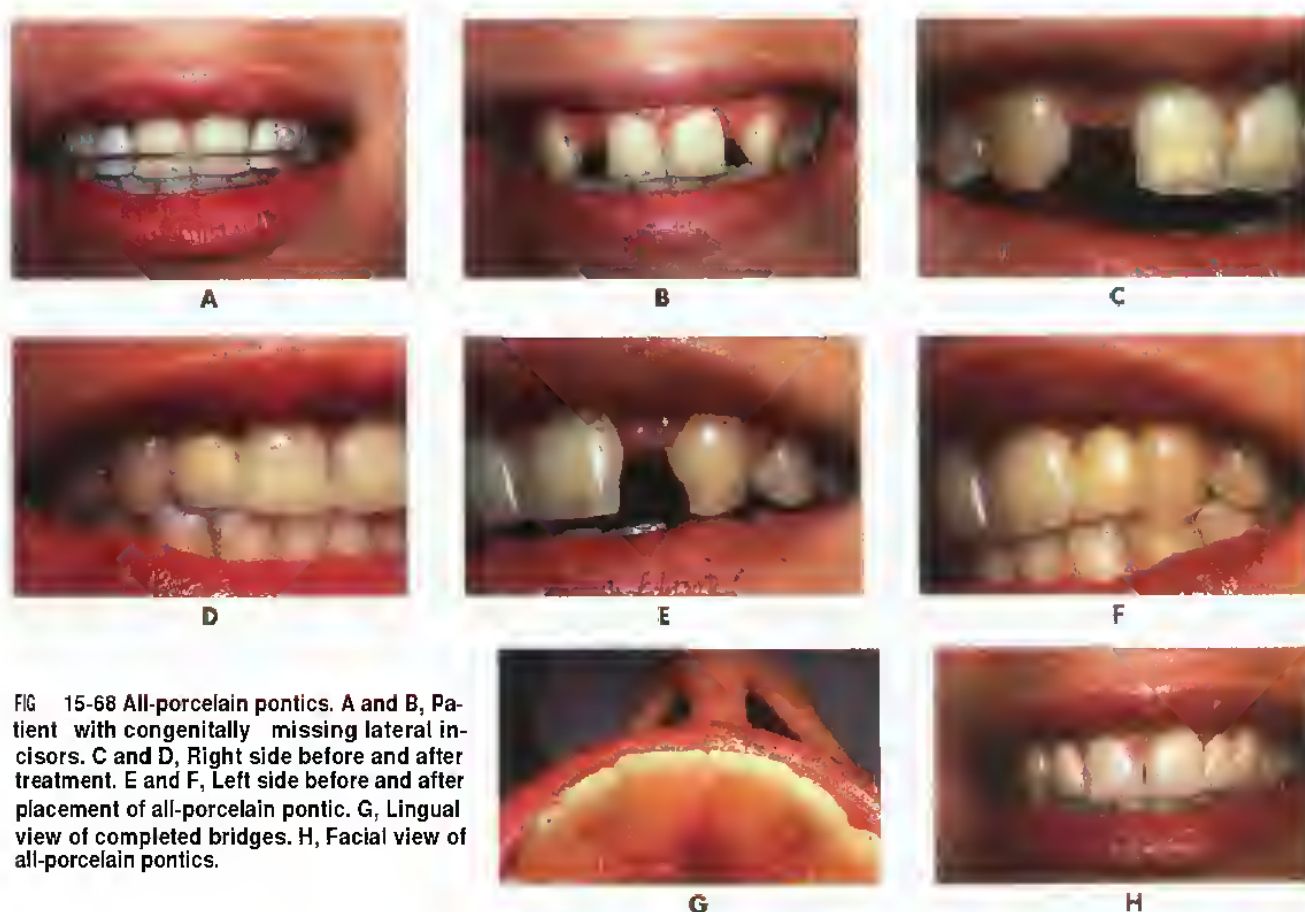 A
B
C
D
E
F
FIG 15-68 All-porcelain pontics. A and B, Pa-
tient with congenitally missing lateral in-
cisors. C and D, Right side before and after
treatment. E and F, Left side before and after
placement of all-porcelain pontic. G, Lingual
view of completed bridges. H, Facial view of
all-porcelain pontics.
G
H